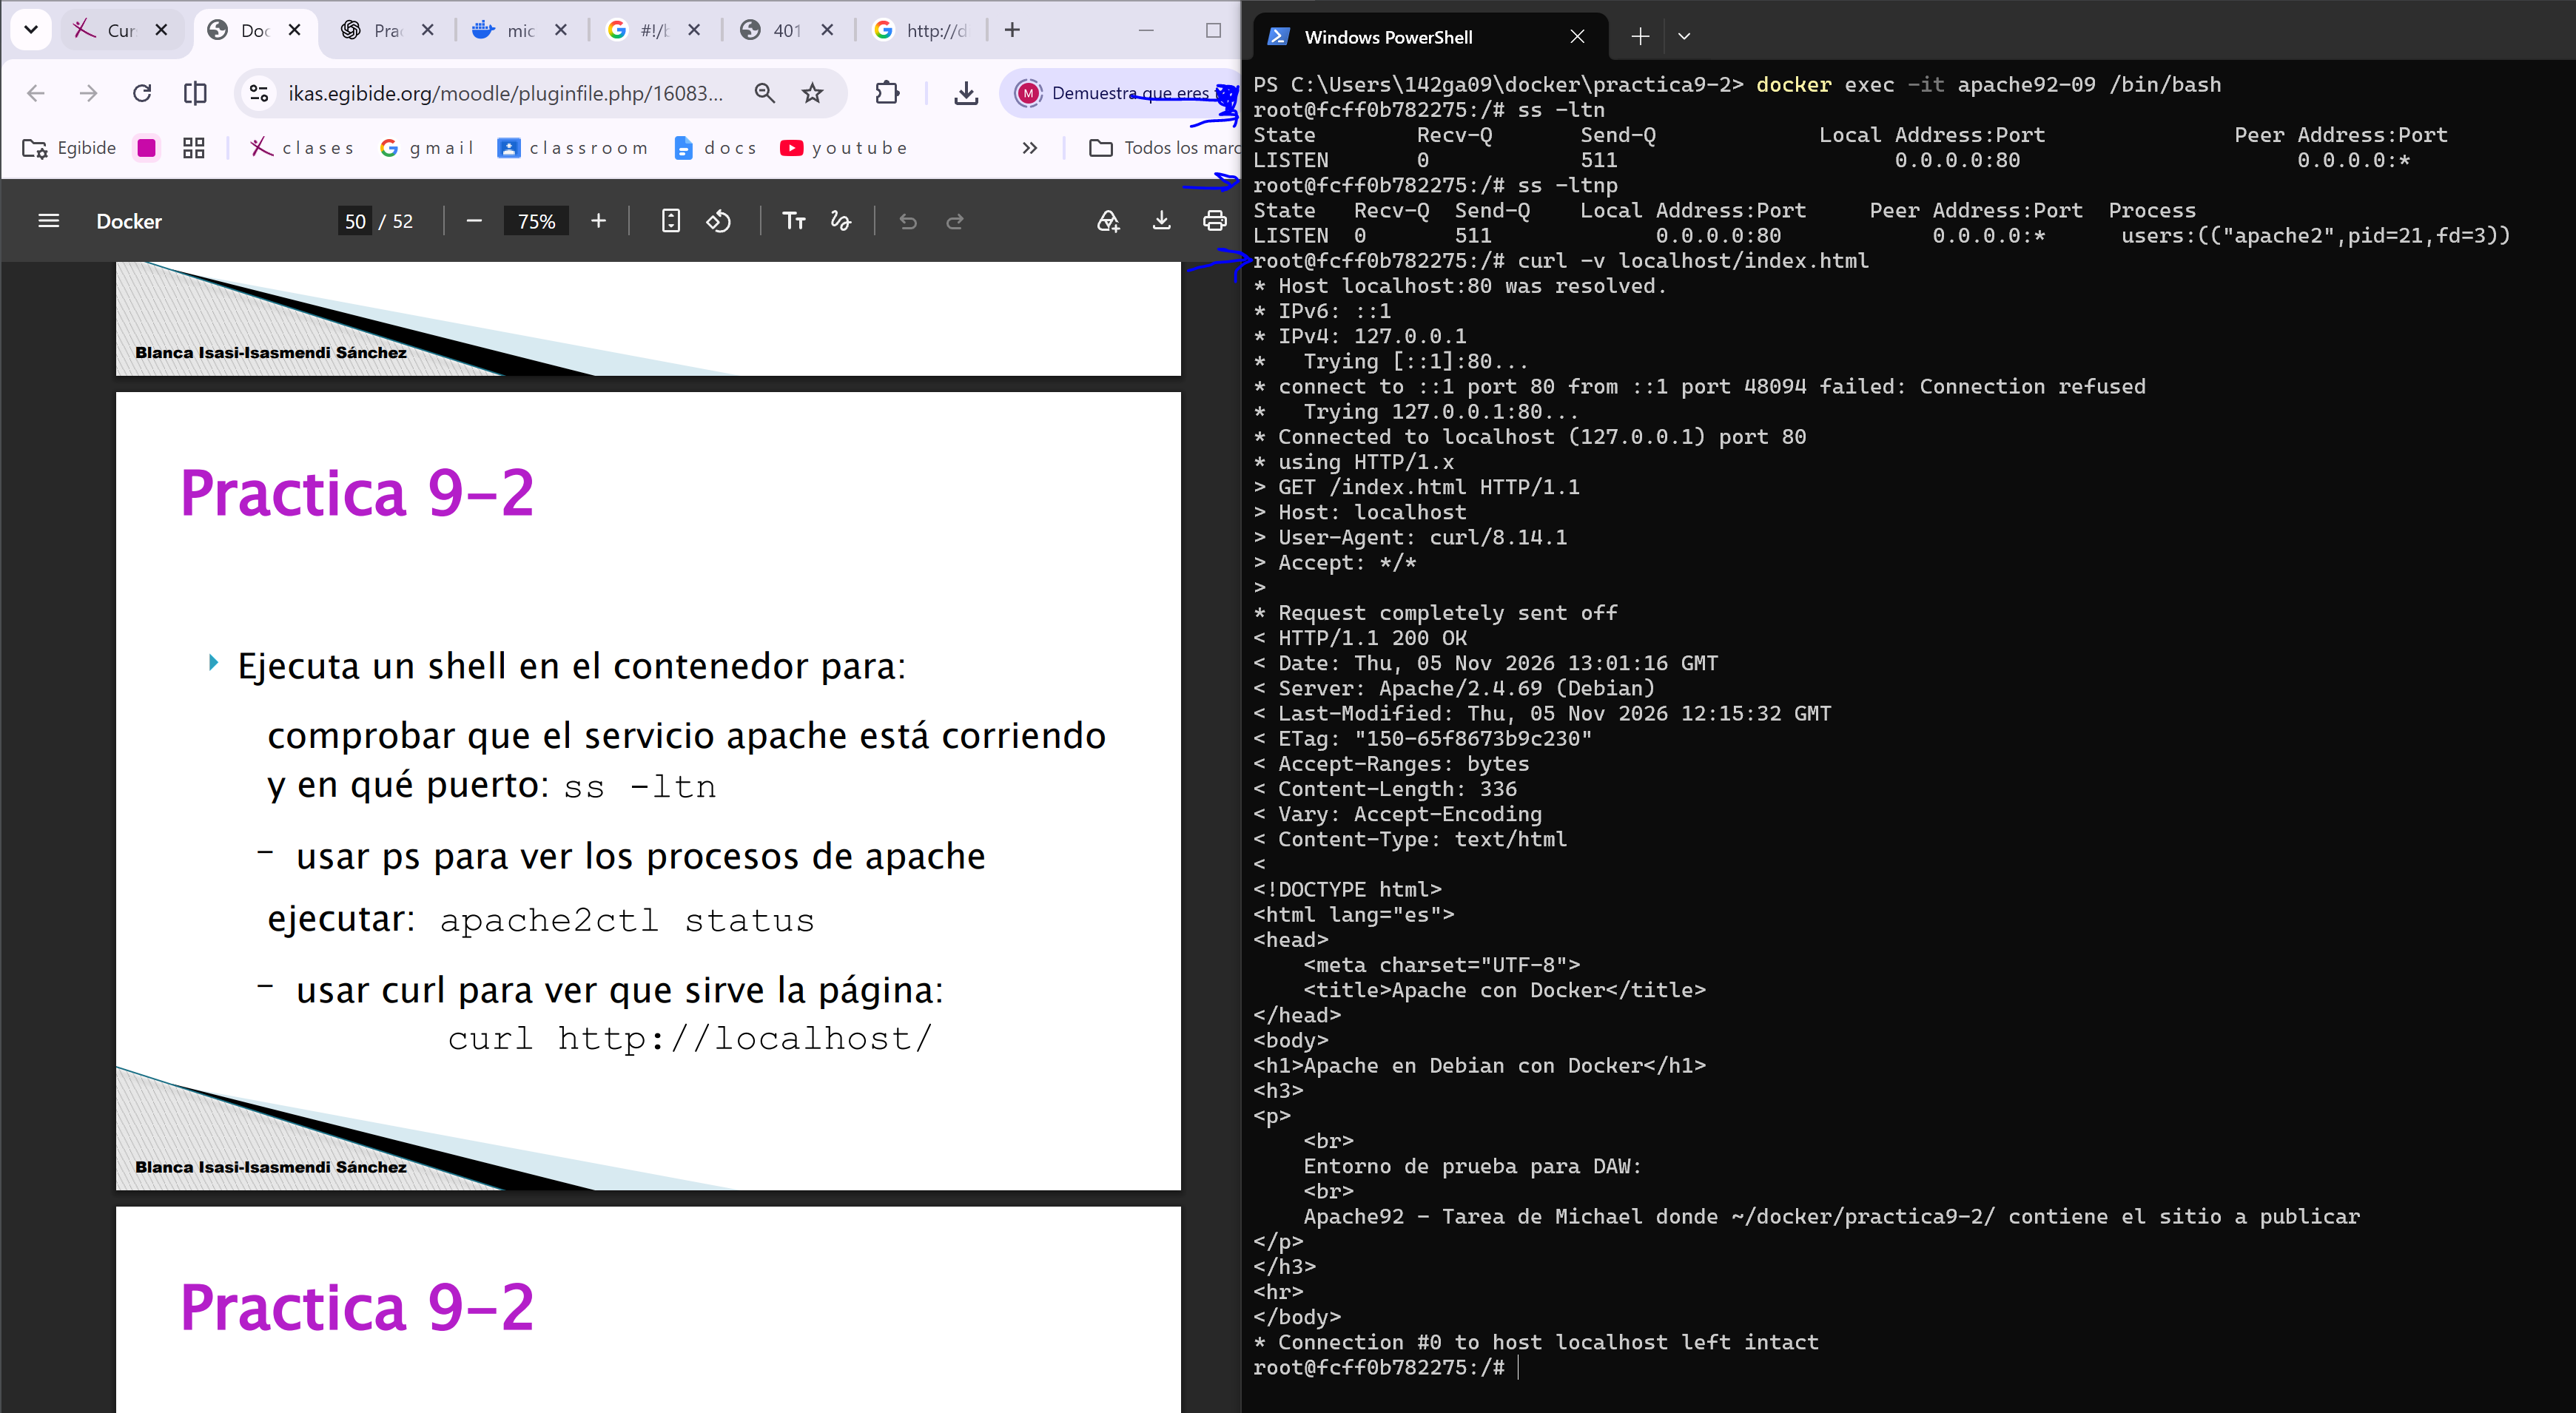 Cur
Doc
Prac
mic
#!/b
401
http://d
ikas.egibide.org/moodle/pluginfile.php/16083...
M
Demuestra que eres
Egibide
clases
gmail
classroom
docs
youtube
»
Todos los marc
Docker
50 / 52
75%
Blanca Isasi-Isasmendi Sánchez
Practica 9-2
Ejecuta un shell en el contenedor para:
comprobar que el servicio apache está corriendo
y en qué puerto: ss -ltn
– usar ps para ver los procesos de apache
ejecutar: apache2ctl status
– usar curl para ver que sirve la página:
curl http://localhost/
Blanca Isasi-Isasmendi Sánchez
Practica 9-2
Windows PowerShell
PS C:\Users\142ga09\docker\practica9-2> docker exec -it apache92-09 /bin/bash
root@fcff0b782275:/# ss -ltn
State Recv-Q Send-Q Local Address:Port Peer Address:Port
LISTEN 0 511 0.0.0.0:80 0.0.0.0:*
root@fcff0b782275:/# ss -ltnp
State Recv-Q Send-Q Local Address:Port Peer Address:Port Process
LISTEN 0 511 0.0.0.0:80 0.0.0.0:* users:(("apache2",pid=21,fd=3))
root@fcff0b782275:/# curl -v localhost/index.html
* Host localhost:80 was resolved.
* IPv6: ::1
* IPv4: 127.0.0.1
*   Trying [::1]:80...
* connect to ::1 port 80 from ::1 port 48094 failed: Connection refused
*   Trying 127.0.0.1:80...
* Connected to localhost (127.0.0.1) port 80
* using HTTP/1.x
> GET /index.html HTTP/1.1
> Host: localhost
> User-Agent: curl/8.14.1
> Accept: */*
>
* Request completely sent off
< HTTP/1.1 200 OK
< Date: Thu, 05 Nov 2026 13:01:16 GMT
< Server: Apache/2.4.69 (Debian)
< Last-Modified: Thu, 05 Nov 2026 12:15:32 GMT
< ETag: "150-65f8673b9c230"
< Accept-Ranges: bytes
< Content-Length: 336
< Vary: Accept-Encoding
< Content-Type: text/html
<
<!DOCTYPE html>
<html lang="es">
<head>
    <meta charset="UTF-8">
    <title>Apache con Docker</title>
</head>
<body>
<h1>Apache en Debian con Docker</h1>
<h3>
<p>
    <br>
    Entorno de prueba para DAW:
    <br>
    Apache92 - Tarea de Michael donde ~/docker/practica9-2/ contiene el sitio a publicar
</p>
</h3>
<hr>
</body>
* Connection #0 to host localhost left intact
root@fcff0b782275:/#